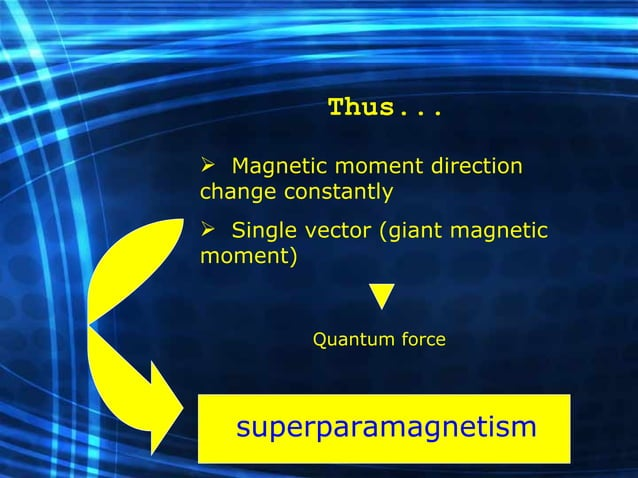 Thus...
➢ Magnetic moment direction
change constantly
➢ Single vector (giant magnetic
moment)
Quantum force
superparamagnetism